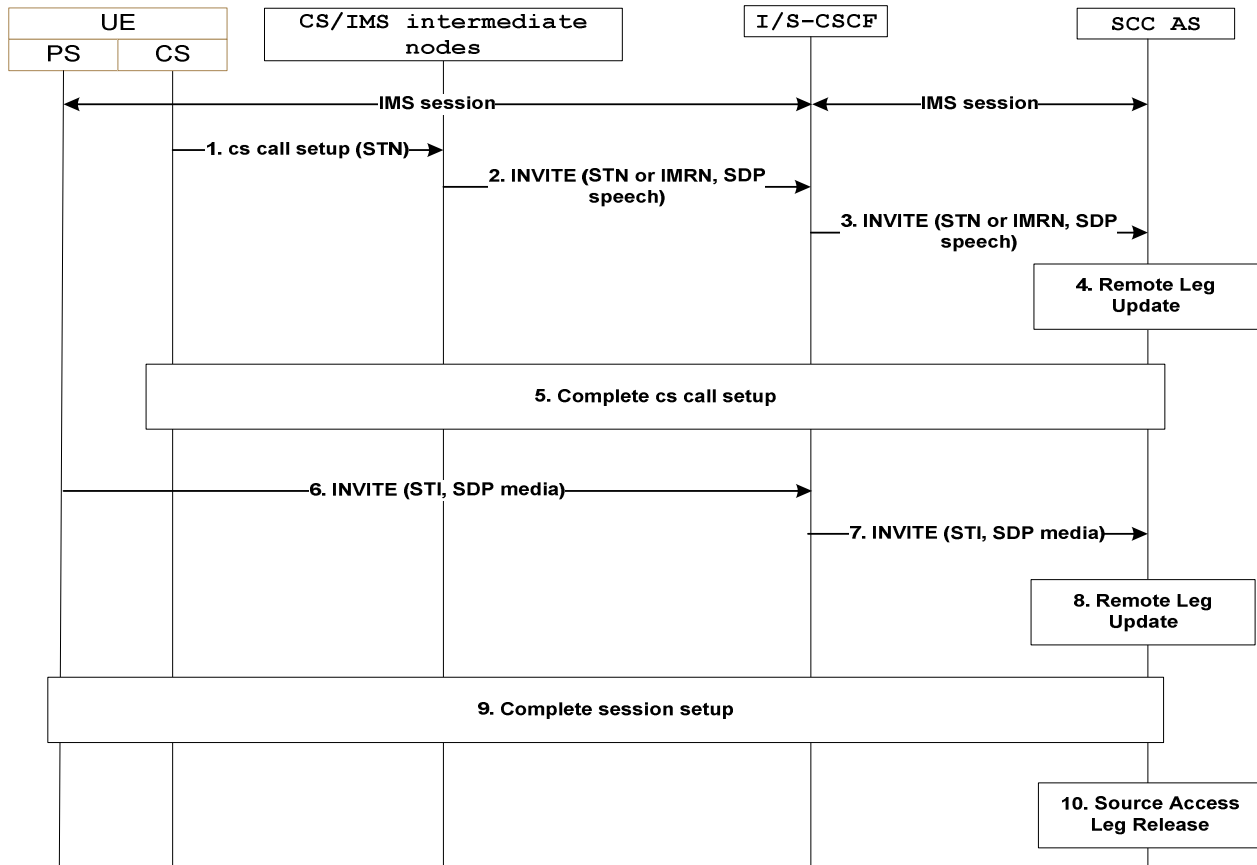 UE
PS CS
CS/IMS intermediate
nodes
I/S-CSCF
SCC AS
IMS session
IMS session
1. cs call setup (STN)
2. INVITE (STN or IMRN, SDP
speech)
3. INVITE (STN or IMRN, SDP
speech)
4. Remote Leg
Update
5. Complete cs call setup
6. INVITE (STI, SDP media)
7. INVITE (STI, SDP media)
8. Remote Leg
Update
9. Complete session setup
10. Source Access
Leg Release